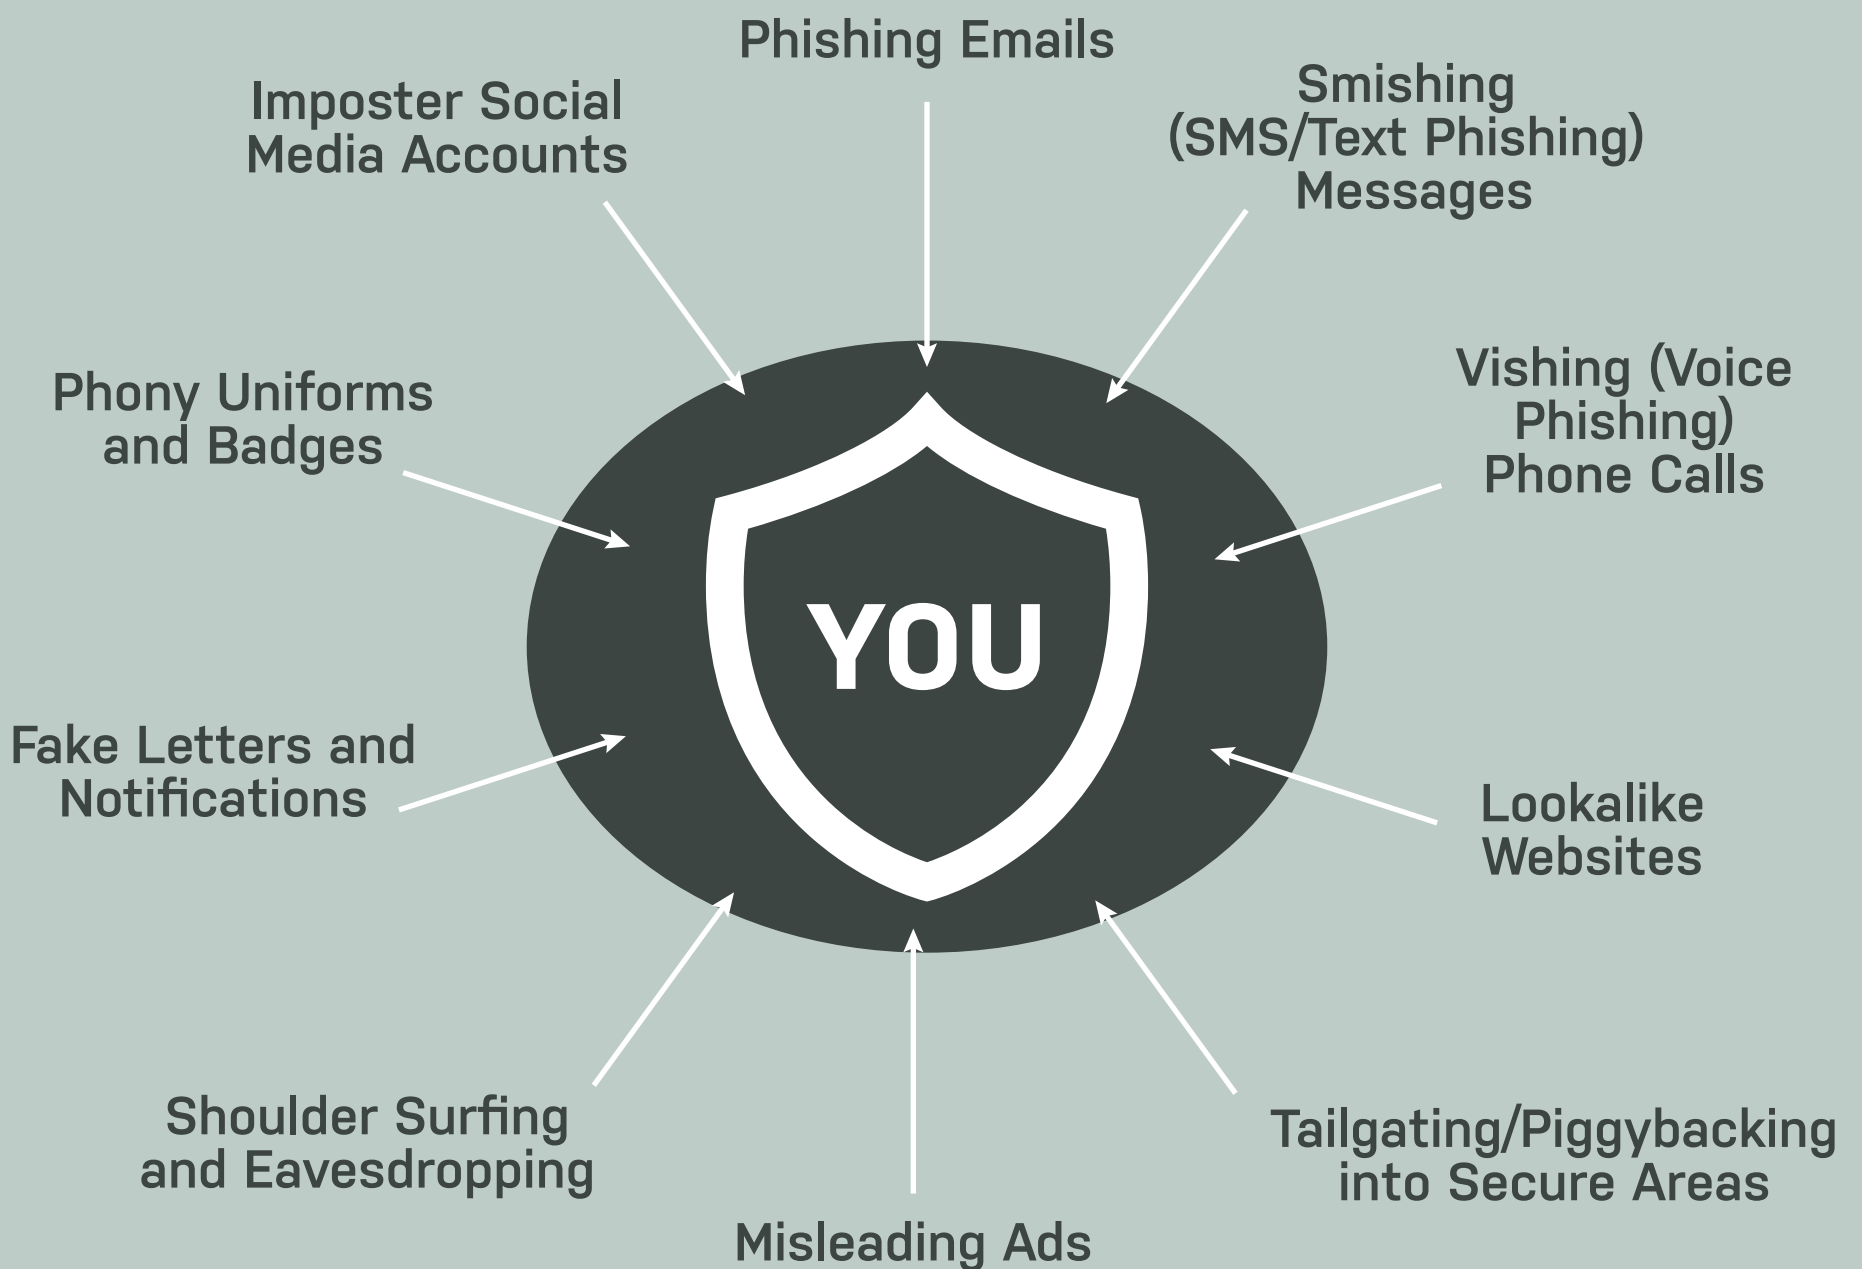 Phishing Emails
Smishing
(SMS/Text Phishing)
Messages
Imposter Social
Media Accounts
Vishing (Voice
Phishing)
Phone Calls
Phony Uniforms
and Badges
YOU
Fake Letters and
Notifications
Lookalike
Websites
Shoulder Surfing
and Eavesdropping
Tailgating/Piggybacking
into Secure Areas
Misleading Ads